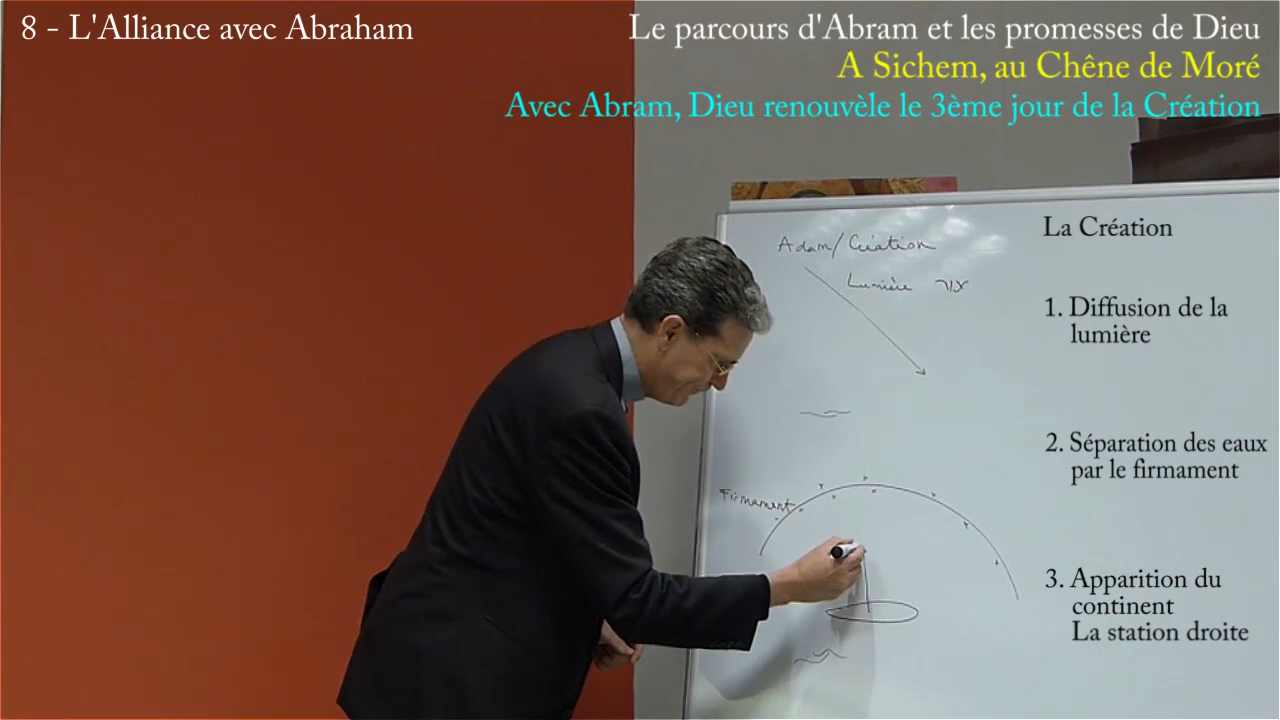 8 - L'Alliance avec Abraham
Le parcours d'Abram et les promesses de Dieu
A Sichem, au Chêne de Moré
Avec Abram, Dieu renouvèle le 3ème jour de la Création
La Création
Adam/Création
Lumière אור
1. Diffusion de la
lumière
2. Séparation des eaux
par le firmament
Firmament
3. Apparition du
continent
La station droite